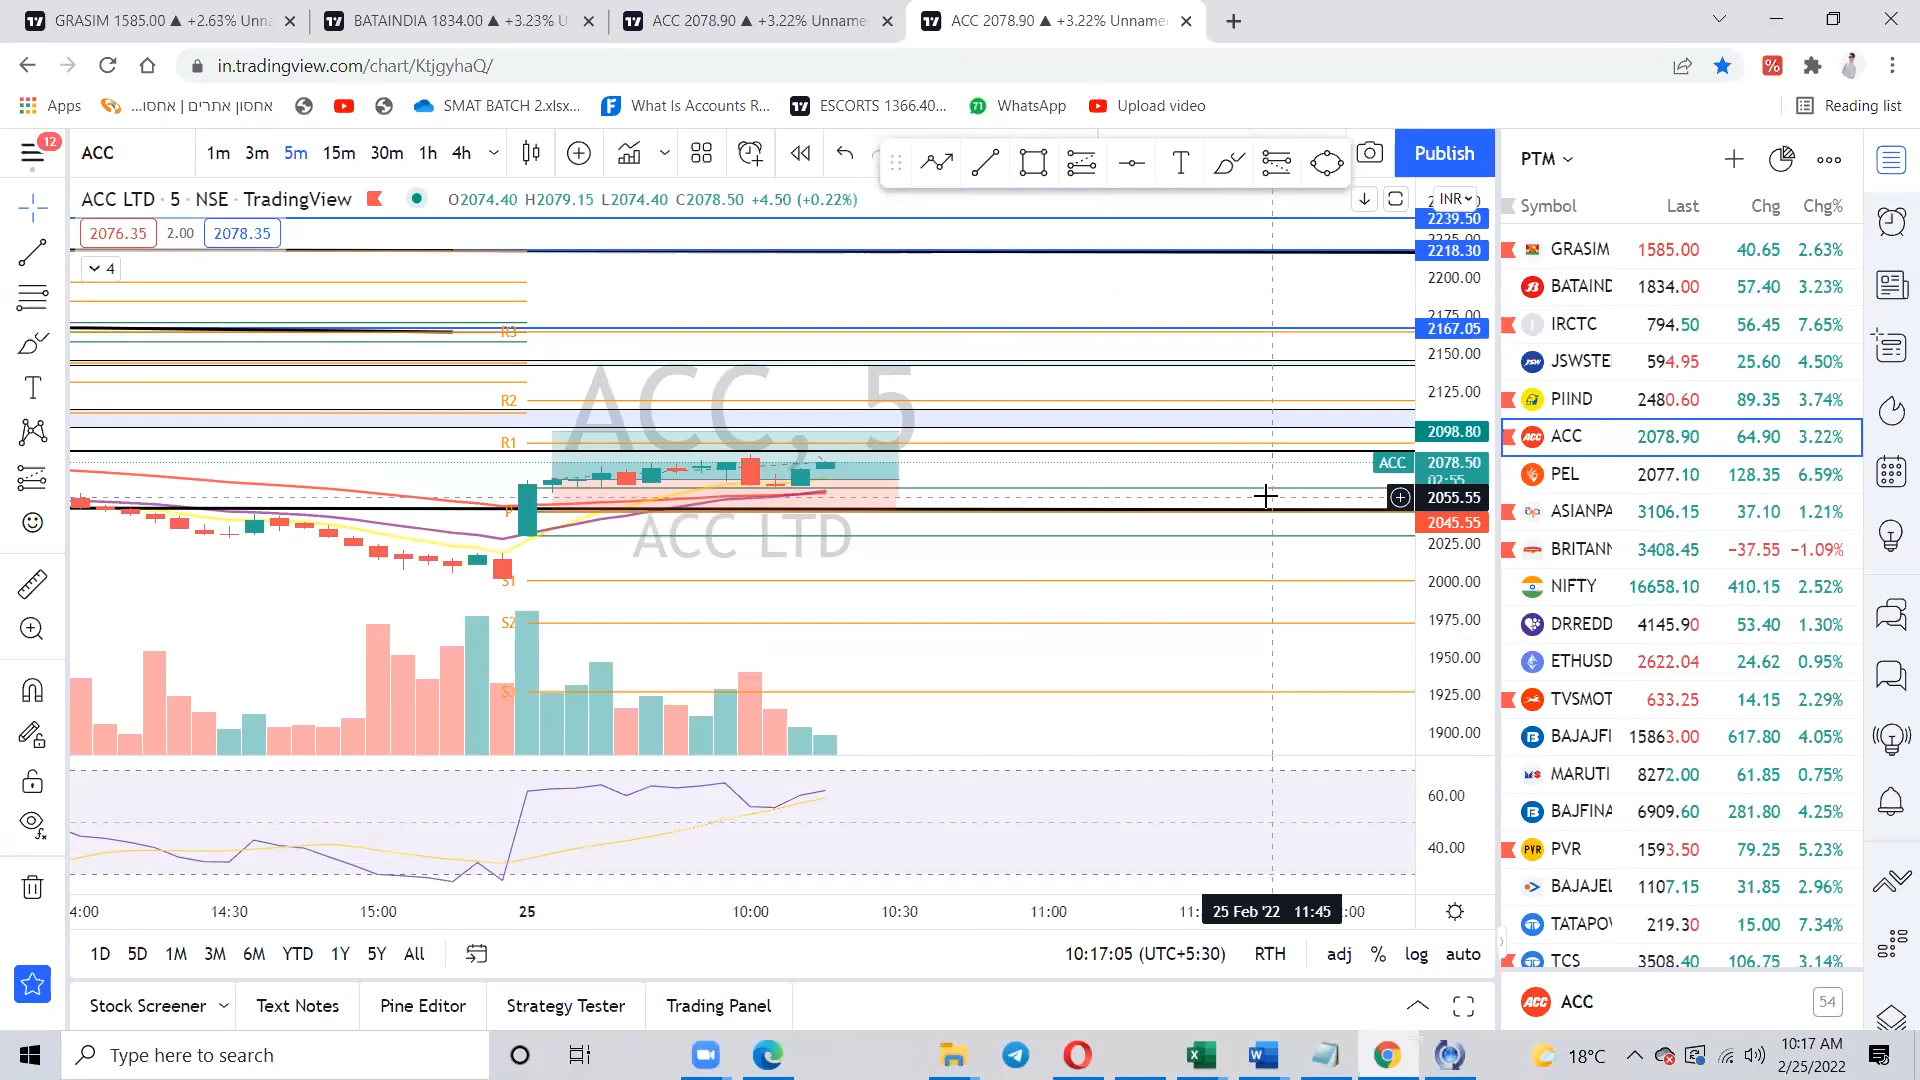 GRASIM 1585.00 ▲ +2.63% Unna
BATAINDIA 1834.00 ▲ +3.23% U
ACC 2078.90 ▲ +3.22% Unname
ACC 2078.90 ▲ +3.22% Unname
in.tradingview.com/chart/KtjgyhaQ/
Apps
אחסון אתרים | אחסו...
SMAT BATCH 2.xlsx...
What Is Accounts R...
ESCORTS 1366.40...
71
WhatsApp
Upload video
Reading list
12
ACC
1m 3m 5m 15m 30m 1h 4h
Publish
PTM
ACC LTD · 5 · NSE · TradingView
O2074.40 H2079.15 L2074.40 C2078.50 +4.50 (+0.22%)
INR
Symbol Last Chg Chg%
2076.35 2.00 2078.35
4
2239.50
2225.00
2218.30
2200.00
2175.00
2167.05
2150.00
2125.00
2098.80
ACC 2078.50
02:55
2055.55
2045.55
2025.00
2000.00
1975.00
1950.00
1925.00
1900.00
R3
R2
R1
P
S1
S2
S3
ACC, 5
ACC LTD
60.00
40.00
GRASIM 1585.00 40.65 2.63%
BATAIND 1834.00 57.40 3.23%
IRCTC 794.50 56.45 7.65%
JSWSTE 594.95 25.60 4.50%
PIIND 2480.60 89.35 3.74%
ACC 2078.90 64.90 3.22%
PEL 2077.10 128.35 6.59%
ASIANPA 3106.15 37.10 1.21%
BRITANN 3408.45 −37.55 −1.09%
NIFTY 16658.10 410.15 2.52%
DRREDD 4145.90 53.40 1.30%
ETHUSD 2622.04 24.62 0.95%
TVSMOT 633.25 14.15 2.29%
BAJAJFI 15863.00 617.80 4.05%
MARUTI 8272.00 61.85 0.75%
BAJFINA 6909.60 281.80 4.25%
PVR 1593.50 79.25 5.23%
BAJAJEL 1107.15 31.85 2.96%
TATAPOW 219.30 15.00 7.34%
TCS 3508.40 106.75 3.14%
4:00 14:30 15:00 25 10:00 10:30 11:00 11: 25 Feb '22 11:45 :00
1D 5D 1M 3M 6M YTD 1Y 5Y All
10:17:05 (UTC+5:30) RTH adj % log auto
Stock Screener Text Notes Pine Editor Strategy Tester Trading Panel
ACC 54
Type here to search
18°C
10:17 AM
2/25/2022